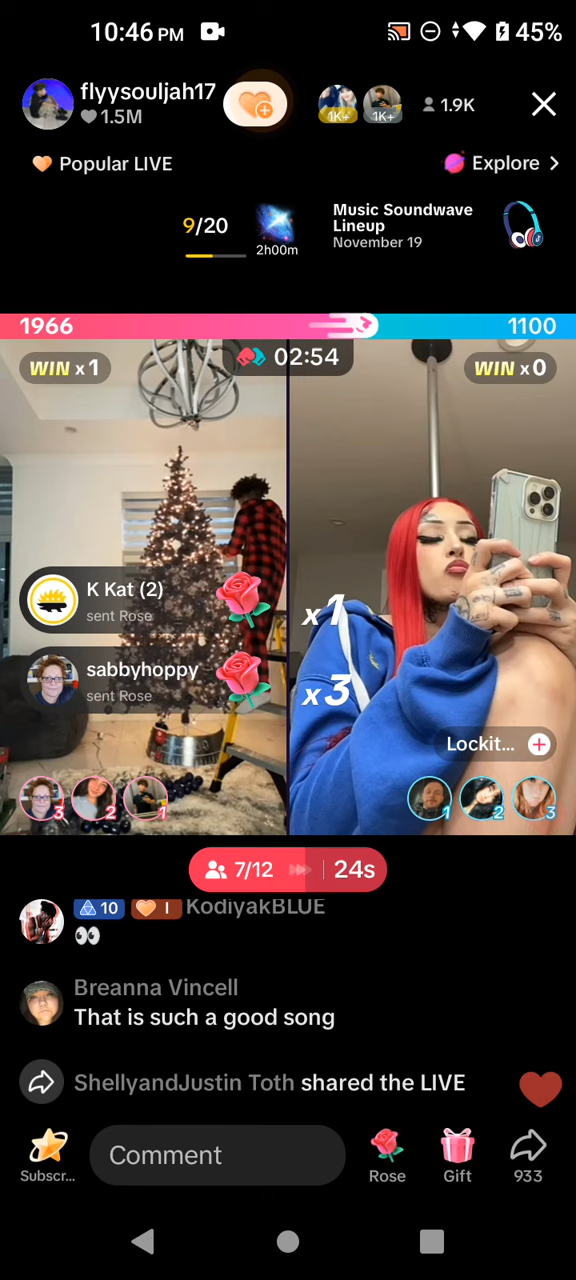 10:46 PM
45%
flyysouljah17
1.5M
1K+
1K+
1.9K
Popular LIVE
Explore >
9/20
2h00m
Music Soundwave
Lineup
November 19
1966
1100
WIN x 1
02:54
WIN x 0
K Kat (2)
sent Rose
x1
sabbyhoppy
sent Rose
x3
Lockit...
3
2
1
1
2
3
7/12
24s
10
I
KodiyakBLUE
👀
Breanna Vincell
That is such a good song
ShellyandJustin Toth shared the LIVE
Subscr...
Comment
Rose
Gift
933